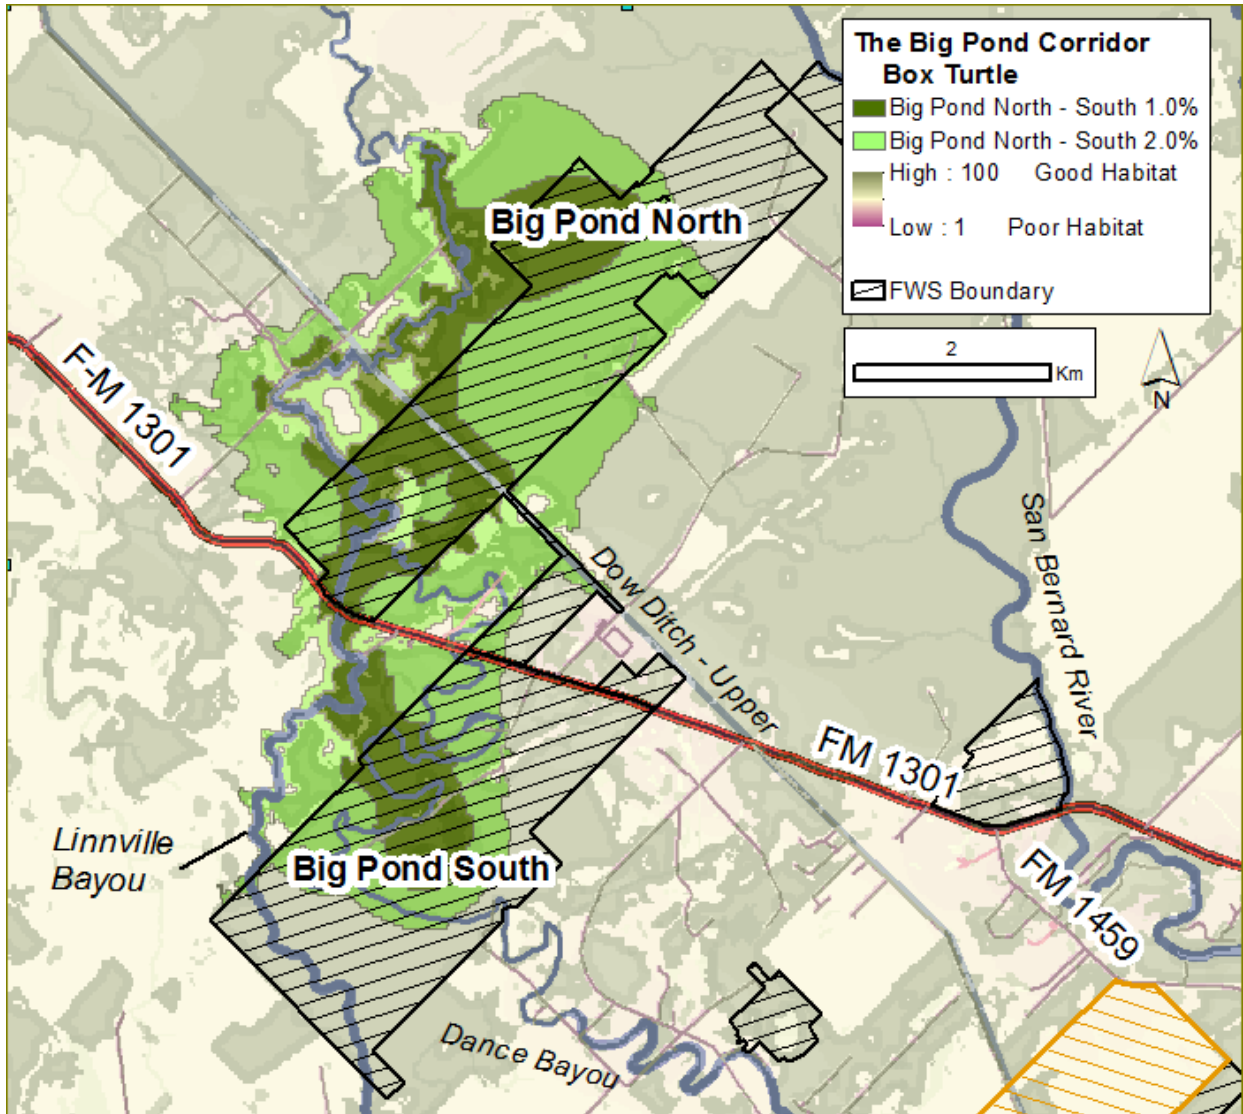 The Big Pond Corridor
Box Turtle
Big Pond North - South 1.0%
Big Pond North - South 2.0%
High : 100 Good Habitat
Low : 1 Poor Habitat
FWS Boundary
2
Km
N
Big Pond North
F-M 1301
San Bernard River
Dow Ditch - Upper
FM 1301
Linnville
Bayou
Big Pond South
FM 1459
Dance Bayou